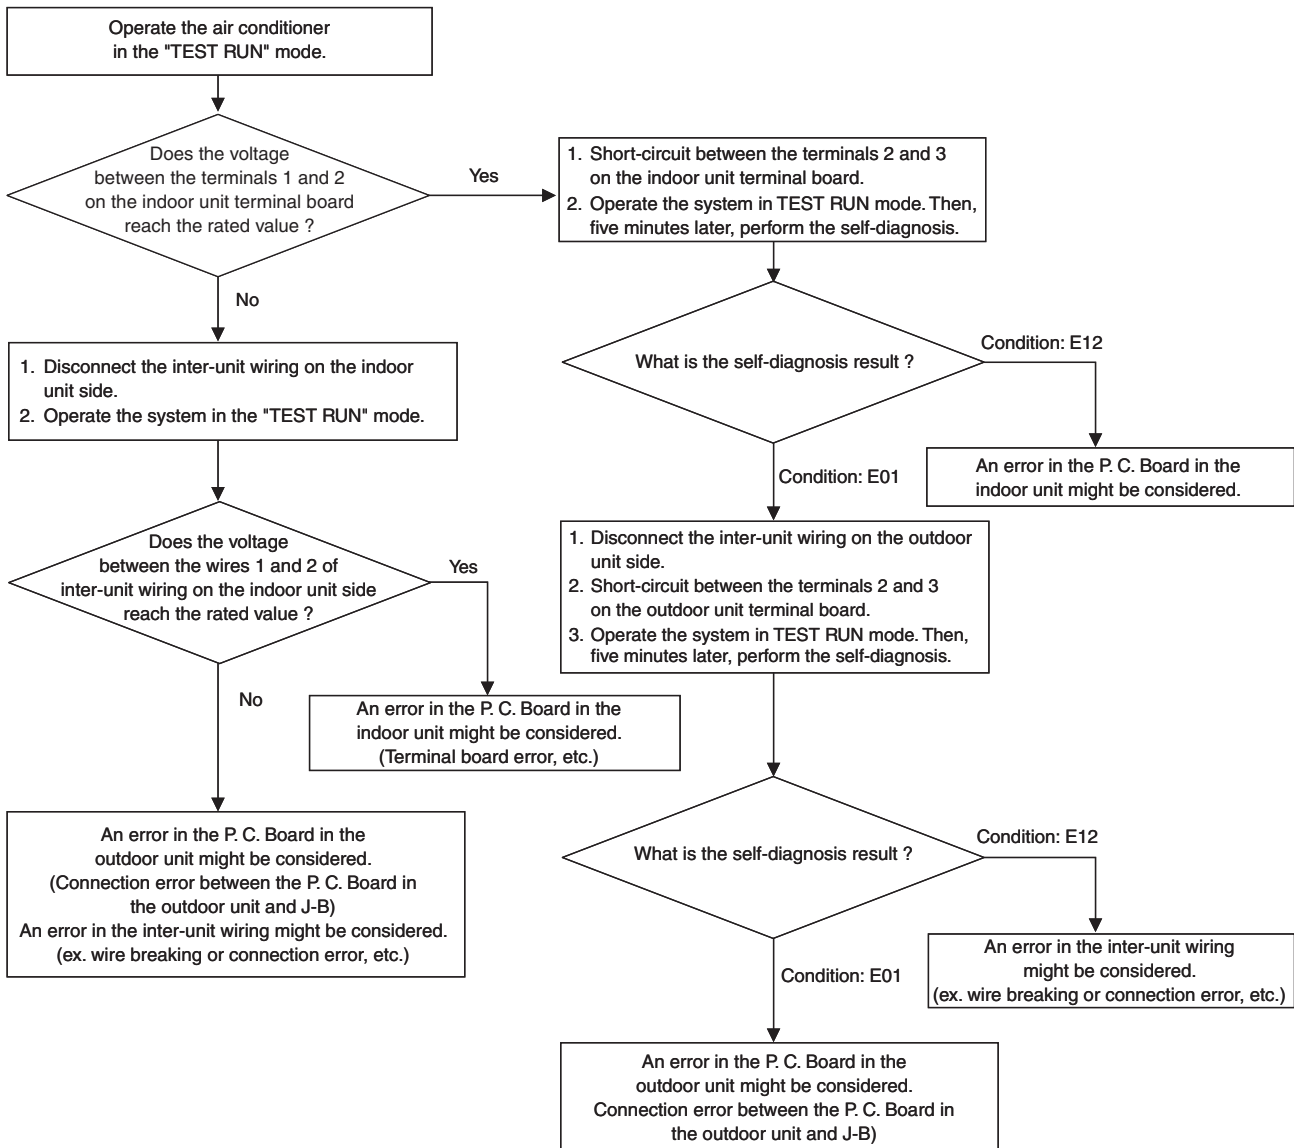 Operate the air conditioner
in the "TEST RUN" mode.
Does the voltage
between the terminals 1 and 2
on the indoor unit terminal board
reach the rated value ?
Yes
1. Short-circuit between the terminals 2 and 3
on the indoor unit terminal board.
2. Operate the system in TEST RUN mode. Then,
five minutes later, perform the self-diagnosis.
No
1. Disconnect the inter-unit wiring on the indoor
unit side.
2. Operate the system in the "TEST RUN" mode.
What is the self-diagnosis result ?
Condition: E12
An error in the P. C. Board in the
indoor unit might be considered.
Condition: E01
Does the voltage
between the wires 1 and 2 of
inter-unit wiring on the indoor unit side
reach the rated value ?
Yes
1. Disconnect the inter-unit wiring on the outdoor
unit side.
2. Short-circuit between the terminals 2 and 3
on the outdoor unit terminal board.
3. Operate the system in TEST RUN mode. Then,
five minutes later, perform the self-diagnosis.
No
An error in the P. C. Board in the
indoor unit might be considered.
(Terminal board error, etc.)
An error in the P. C. Board in the
outdoor unit might be considered.
(Connection error between the P. C. Board in
the outdoor unit and J-B)
An error in the inter-unit wiring might be considered.
(ex. wire breaking or connection error, etc.)
What is the self-diagnosis result ?
Condition: E12
An error in the inter-unit wiring
might be considered.
(ex. wire breaking or connection error, etc.)
Condition: E01
An error in the P. C. Board in the
outdoor unit might be considered.
Connection error between the P. C. Board in
the outdoor unit and J-B)